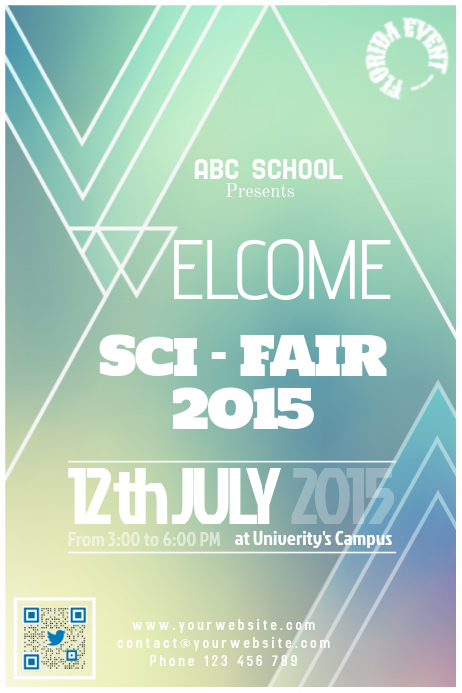 FLORIDA EVENT
ABC SCHOOL
Presents
WELCOME
SCI - FAIR
2015
12th JULY 2015
From 3:00 to 6:00 PM at Univerity's Campus
www.yourwebsite.com
contact@yourwebsite.com
Phone 123 456 789